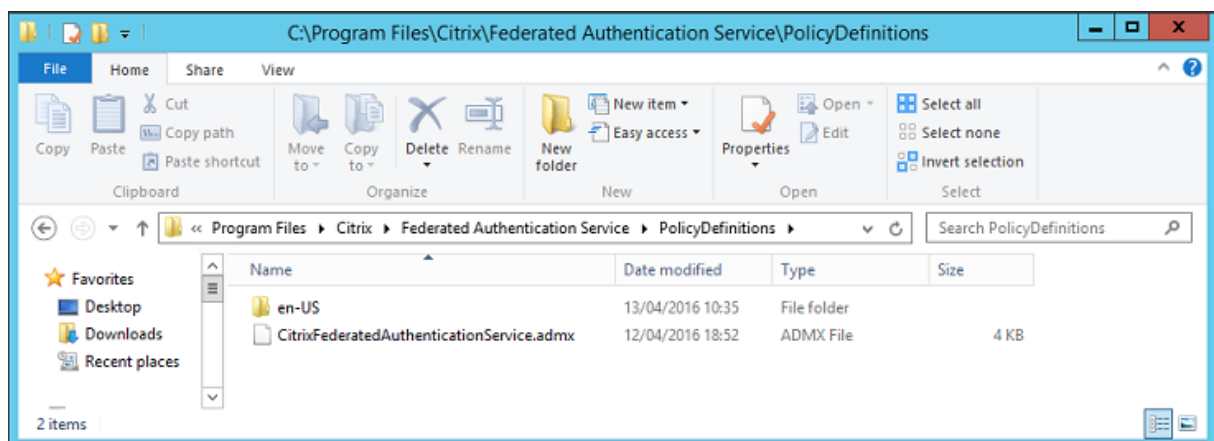 C:\Program Files\Citrix\Federated Authentication Service\PolicyDefinitions
File Home Share View
Copy
Paste
Cut
Copy path
Paste shortcut
Clipboard
Move to
Copy to
Delete
Rename
Organize
New folder
New item
Easy access
New
Properties
Open
Edit
Open
Select all
Select none
Invert selection
Select
« Program Files Citrix Federated Authentication Service PolicyDefinitions
Search PolicyDefinitions
Favorites
Desktop
Downloads
Recent places
Name Date modified Type Size
en-US 13/04/2016 10:35 File folder
CitrixFederatedAuthenticationService.admx 12/04/2016 18:52 ADMX File 4 KB
2 items